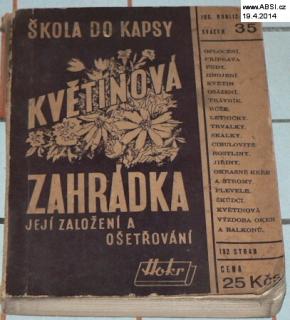 www.ABSI.cz
19.4.2014
ŠKOLA DO KAPSY
SVAZEK 35
KVĚTINOVÁ
ZAHRÁDKA
JEJÍ ZALOŽENÍ A
OŠETŘOVÁNÍ
Hokr
OPLOCENÍ,
PŘÍPRAVA
PŮDY,
HNOJENÍ
KVĚTIN
OSÁZENÍ,
TRÁVNÍK,
RŮŽE,
LETNIČKY,
TRVALKY,
SKALKY,
CIBULOVITÉ
ROSTLINY,
JIŘINY,
OKRASNÉ KEŘE
A STROMY,
PLEVELE,
ŠKŮDCI,
KVĚTINOVÁ
VÝZDOBA OKEN
A BALKONŮ.
192 STRAN
CENA
25 Kčs